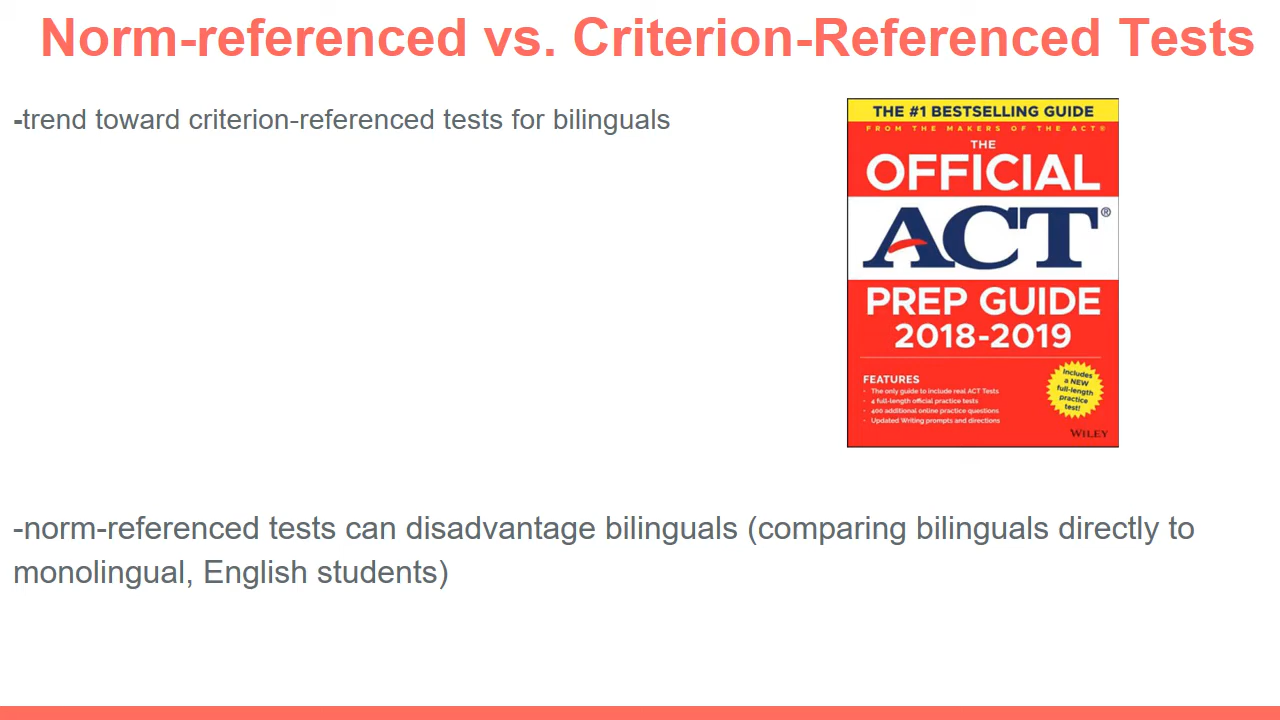 Norm-referenced vs. Criterion-Referenced Tests
-trend toward criterion-referenced tests for bilinguals
THE #1 BESTSELLING GUIDE
FROM THE MAKERS OF THE ACT®
THE
OFFICIAL
ACT®
PREP GUIDE
2018-2019
FEATURES
• The only guide to include real ACT Tests
• 4 full-length official practice tests
• 400 additional online practice questions
• Updated Writing prompts and directions
Includes
a NEW
full-length
practice
test!
WILEY
-norm-referenced tests can disadvantage bilinguals (comparing bilinguals directly to
monolingual, English students)